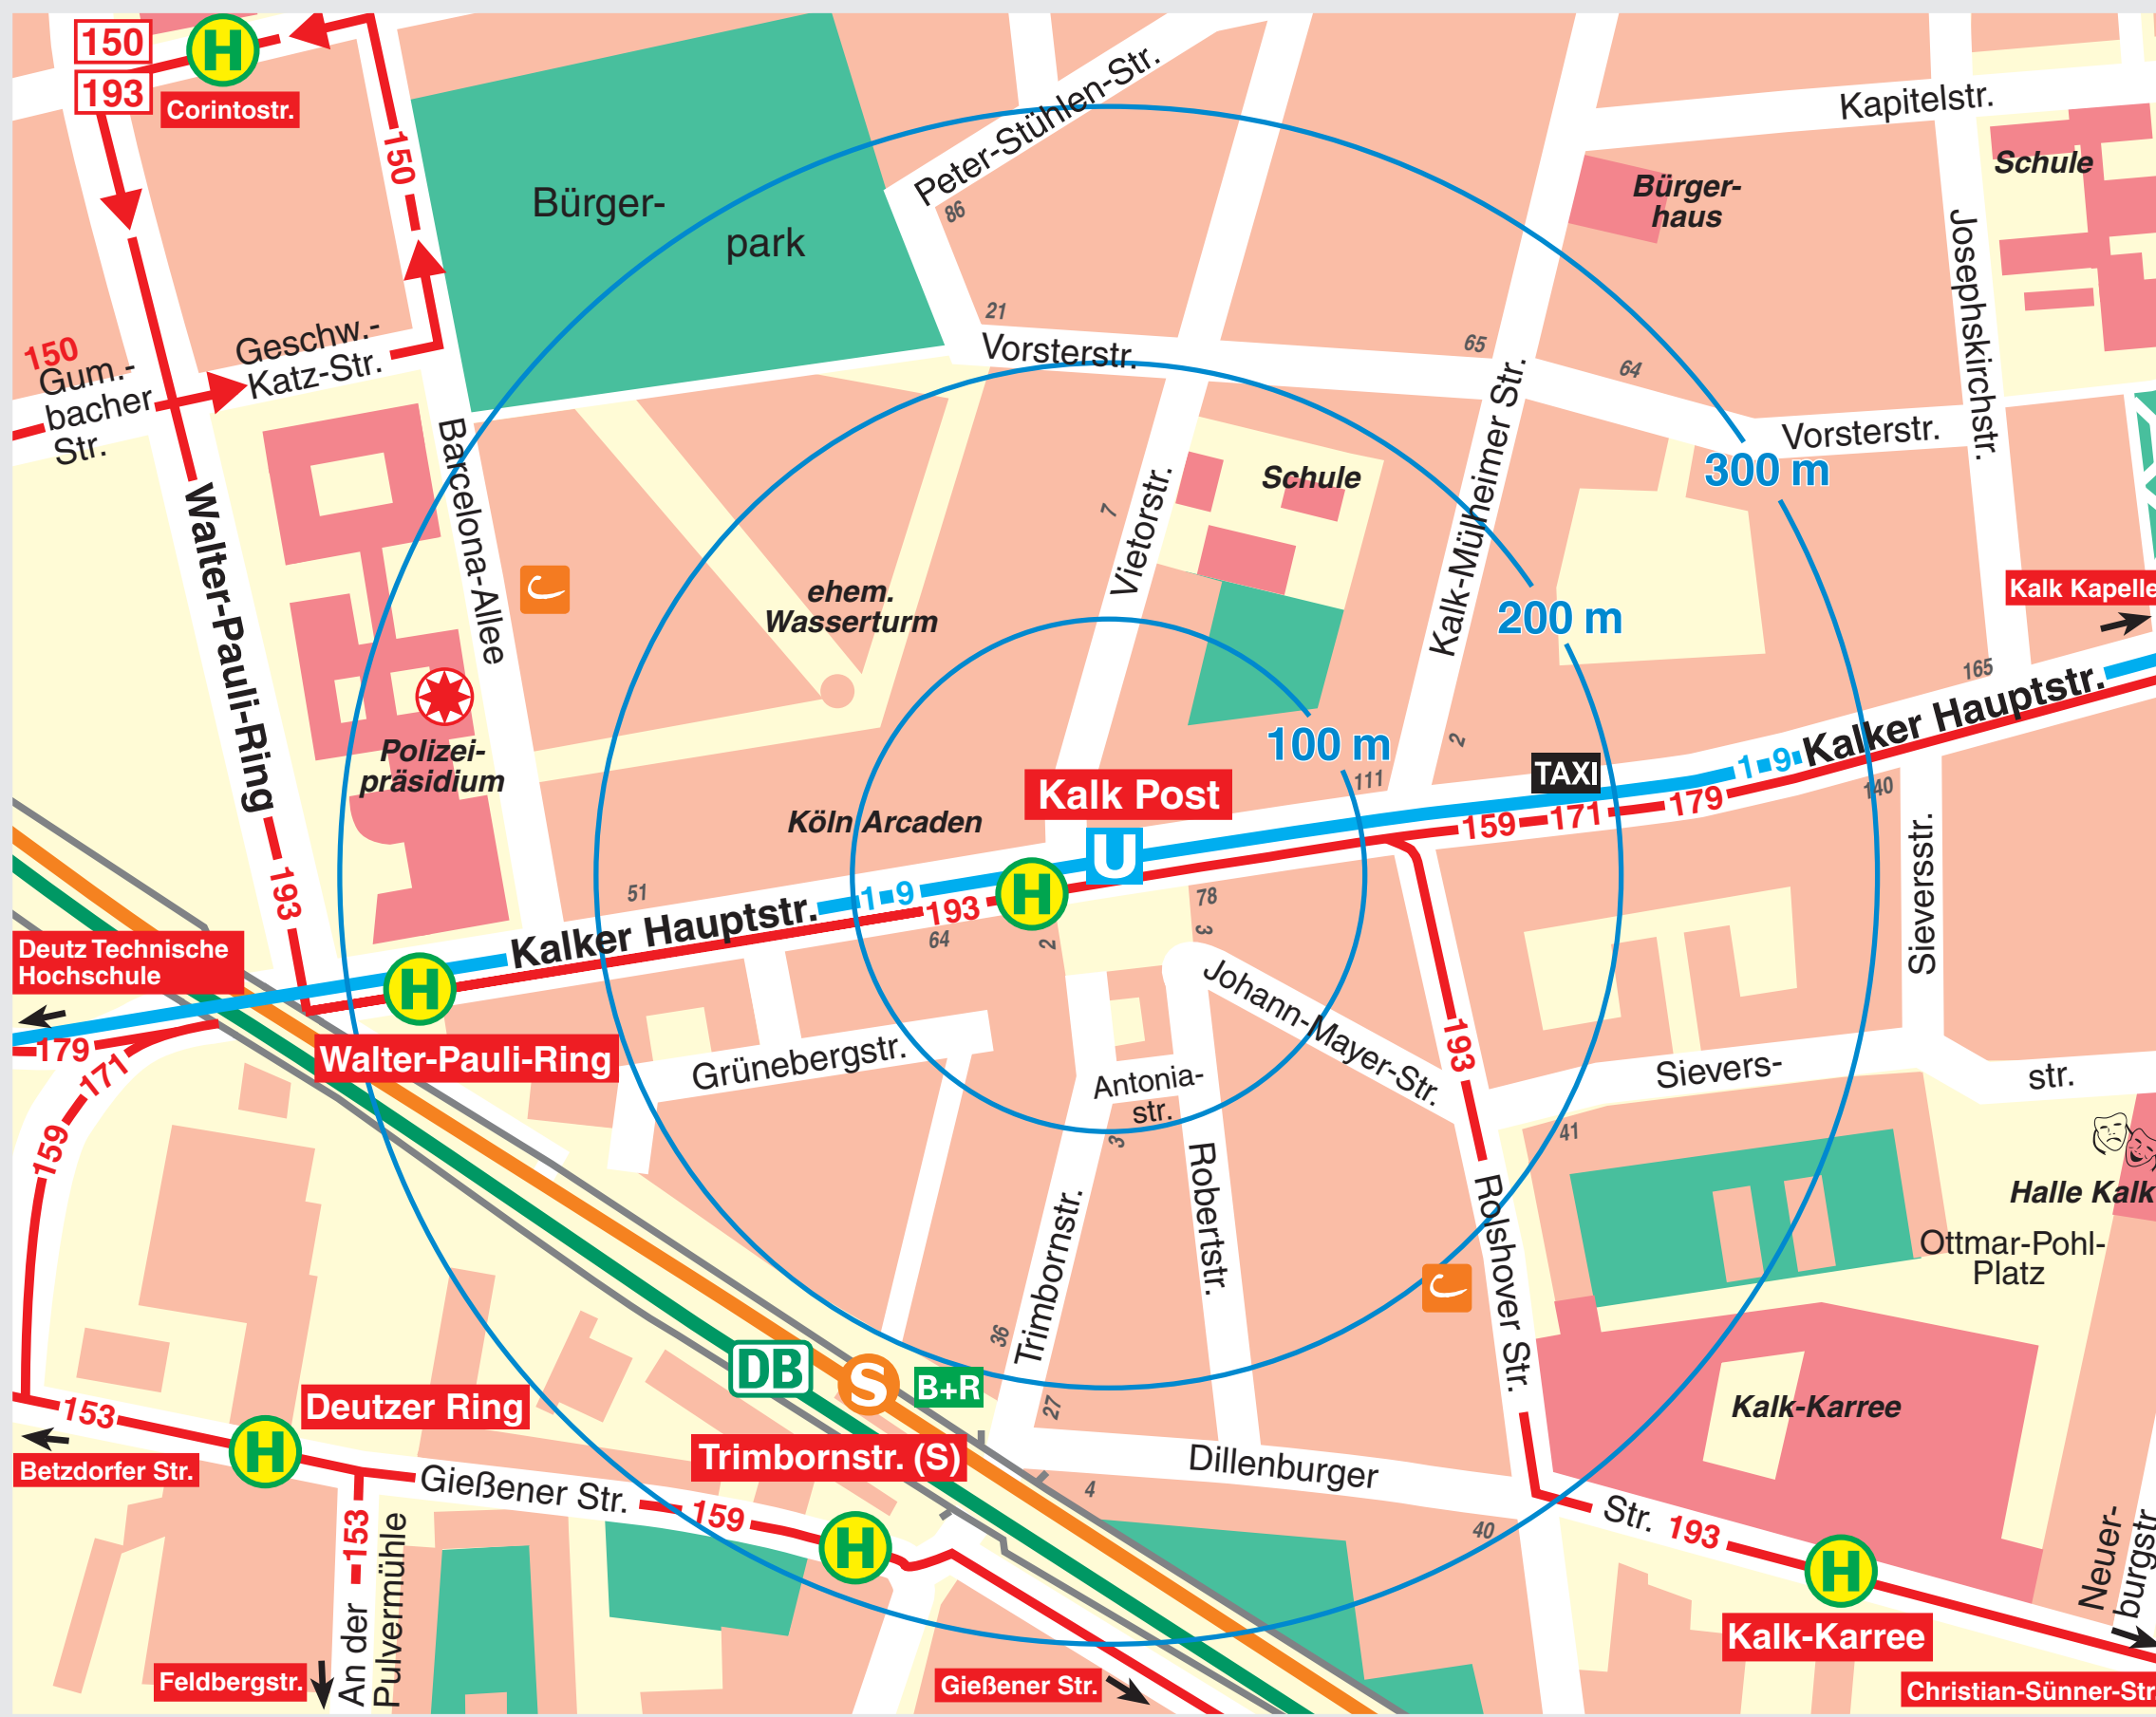 150
193
H
Corintostr.
150
Bürger-
park
Peter-Stühlen-Str.
86
Kapitelstr.
Schule
Bürger-
haus
Josephskirchstr.
21
Vorsterstr.
65
64
Vorsterstr.
300 m
150
Gum.-
bacher
Str.
Geschw.-
Katz-Str.
Barcelona-Allee
Walter-Pauli-Ring
Schule
7
Vietorstr.
Kalk-Mülheimer Str.
200 m
ehem.
Wasserturm
Kalk Kapelle
Polizei-
präsidium
165
Kalker Hauptstr.
2
100 m
111
TAXI
1 9
140
Kalk Post
Köln Arcaden
U
159
171
179
193
51
Kalker Hauptstr.
1 9
193
H
64
2
78
3
Sieversstr.
Deutz Technische
Hochschule
H
179
171
159
Walter-Pauli-Ring
Grünebergstr.
Johann-Mayer-Str.
193
Antonia-
str.
3
Sievers-
str.
41
Trimbornstr.
Robertstr.
Rolshover Str.
Halle Kalk
Ottmar-Pohl-
Platz
36
27
DB
S
B+R
Kalk-Karree
153
Deutzer Ring
H
Betzdorfer Str.
Trimbornstr. (S)
Dillenburger
Str.
193
4
40
Gießener Str.
159
H
153
An der
Pulvermühle
H
Kalk-Karree
Neuer-
burgstr.
Feldbergstr.
Gießener Str.
Christian-Sünner-Str.